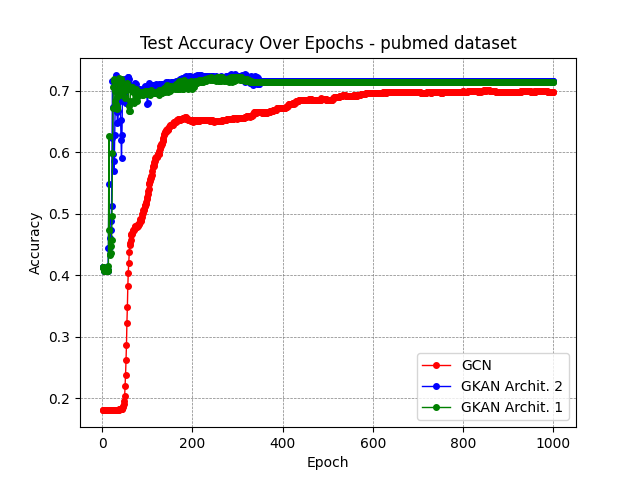 Test Accuracy Over Epochs - pubmed dataset
Accuracy
0.7
0.6
0.5
0.4
0.3
0.2
GCN
GKAN Archit. 2
GKAN Archit. 1
0 200 400 600 800 1000
Epoch